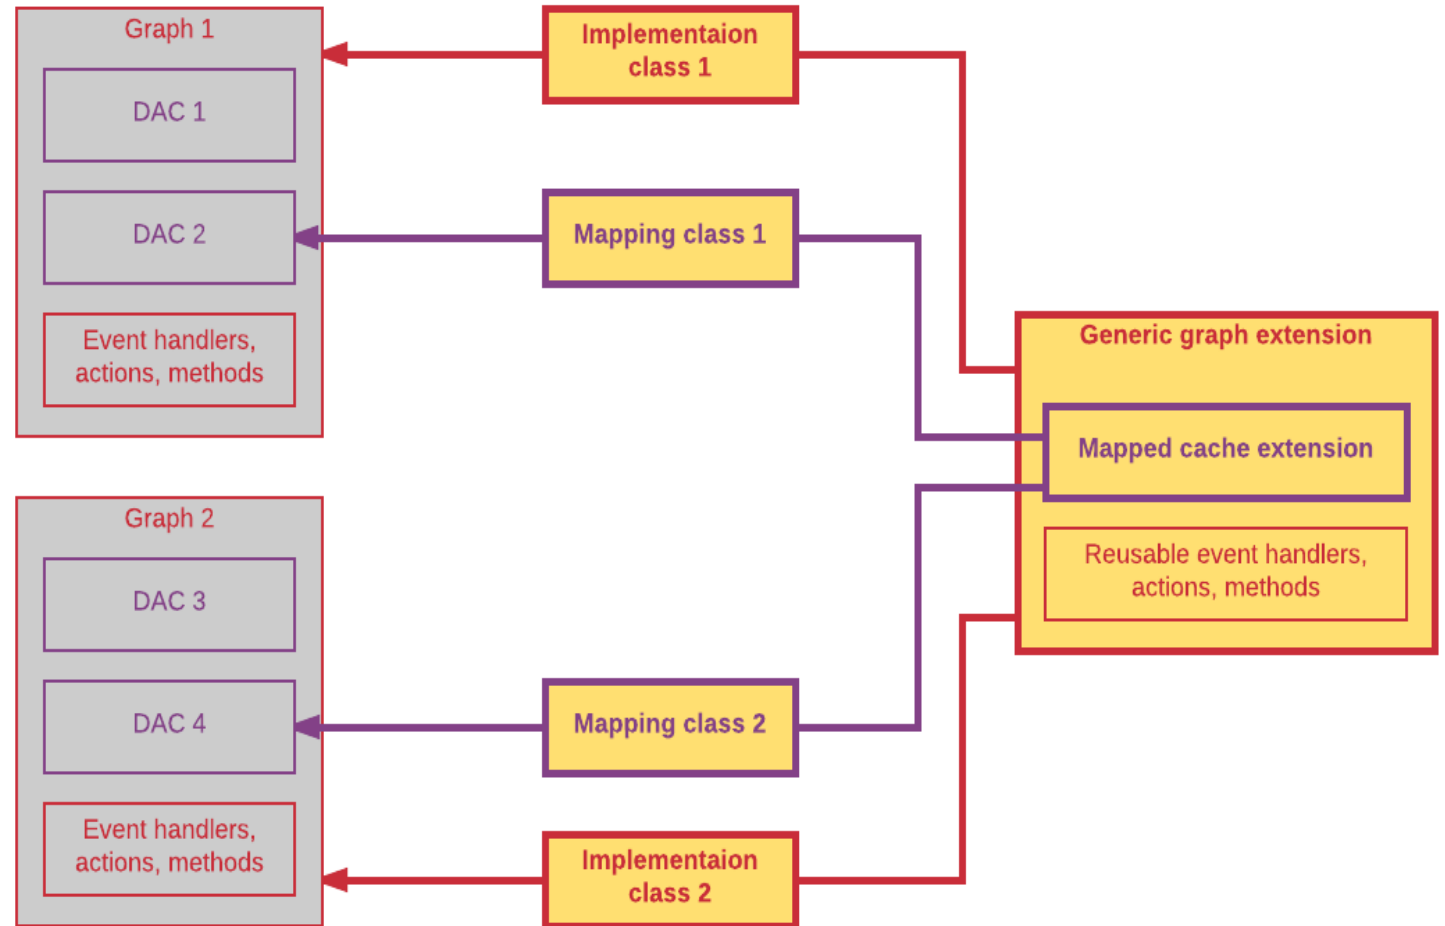 Graph 1
DAC 1
DAC 2
Event handlers,
actions, methods
Graph 2
DAC 3
DAC 4
Event handlers,
actions, methods
Implementaion
class 1
Mapping class 1
Mapping class 2
Implementaion
class 2
Generic graph extension
Mapped cache extension
Reusable event handlers,
actions, methods